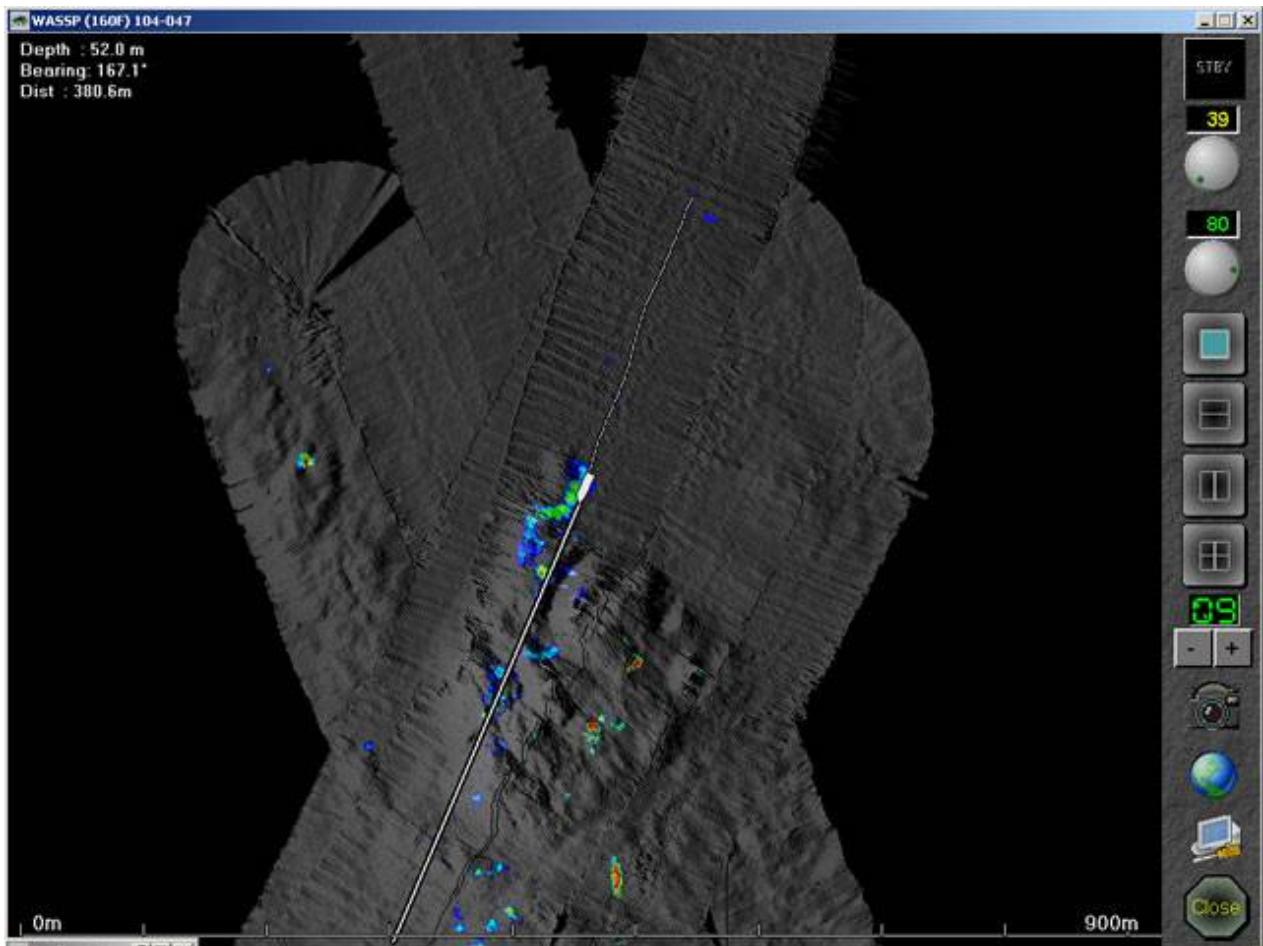 WASSP (160F) 104-047
Depth : 52.0 m
Bearing: 167.1°
Dist : 380.6m
STBY
39
80
09
- +
0m 900m
Close